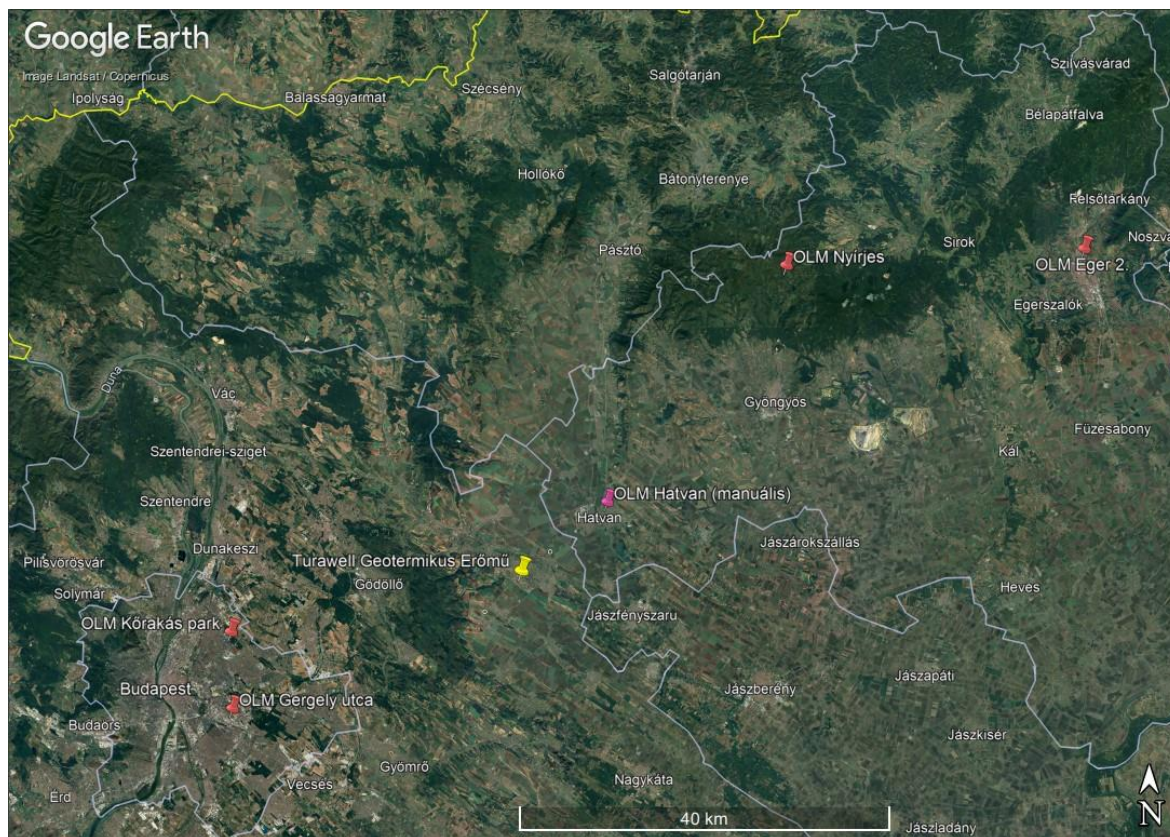 Google Earth
Image Landsat / Copernicus
Szilvásvárad
Salgótarján
Ipolyság
Balassagyarmat
Szécsény
Bélapátfalva
Hollókő
Bátonyterenye
Felsőtárkány
Pásztó
Sirok
Noszva
OLM Nyírjes
OLM Eger 2.
Egerszalók
Duna
Vác
Gyöngyös
Füzesabony
Szentendrei-sziget
Kál
Szentendre
OLM Hatvan (manuális)
Hatvan
Dunakeszi
Jászárokszállás
Pilisvörösvár
Turawell Geotermikus Erőmű
Solymár
Gödöllő
Heves
Jászfényszaru
OLM Kőrakás park
Jászapáti
Budapest
OLM Gergely utca
Jászberény
Budaörs
Jászkisér
Gyömrő
Vecsés
Nagykáta
Érd
40 km
Jászladány
N